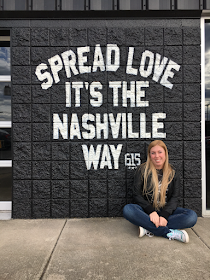 SPREAD LOVE
IT'S THE
NASHVILLE
WAY 615